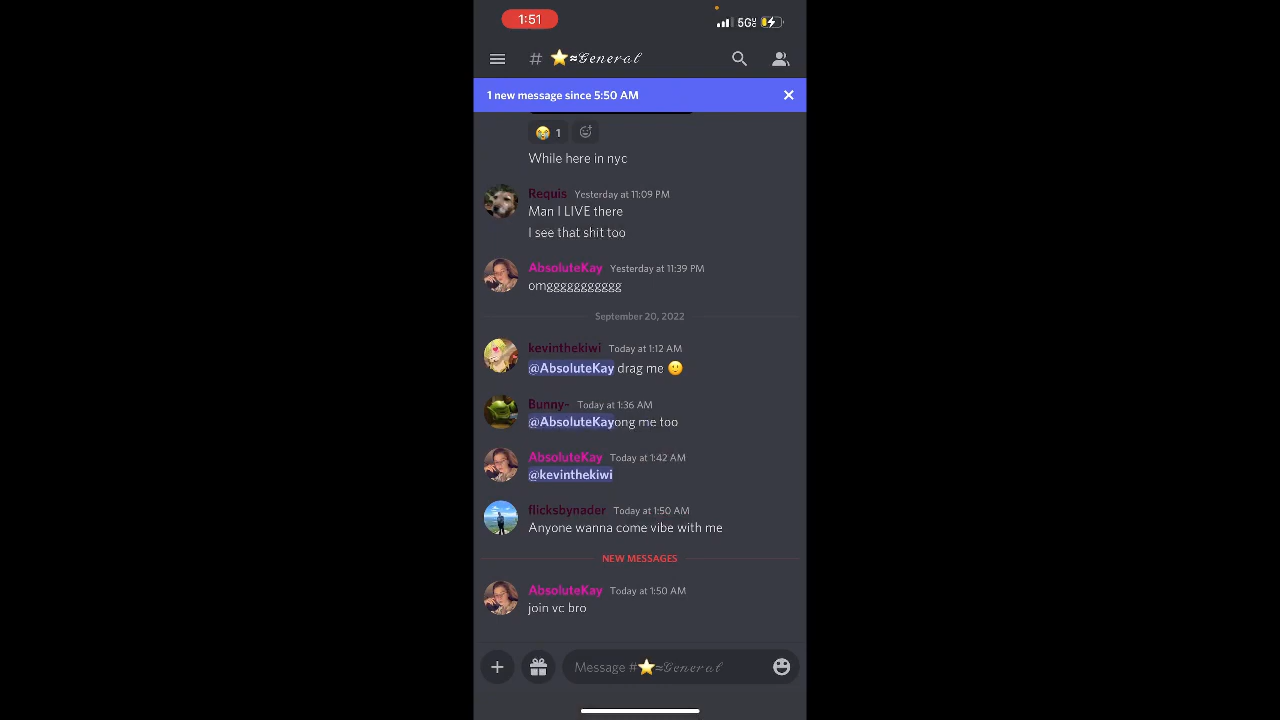 1:51
5G
# ⭐≈𝒢𝑒𝓃𝑒𝓇𝒶𝓁
1 new message since 5:50 AM
😭 1
While here in nyc
Requis Yesterday at 11:09 PM
Man I LIVE there
I see that shit too
AbsoluteKay Yesterday at 11:39 PM
omggggggggggg
September 20, 2022
kevinthekiwi Today at 1:12 AM
@AbsoluteKay drag me 🙂
Bunny- Today at 1:36 AM
@AbsoluteKayong me too
AbsoluteKay Today at 1:42 AM
@kevinthekiwi
flicksbynader Today at 1:50 AM
Anyone wanna come vibe with me
NEW MESSAGES
AbsoluteKay Today at 1:50 AM
join vc bro
Message #⭐≈𝒢𝑒𝓃𝑒𝓇𝒶𝓁